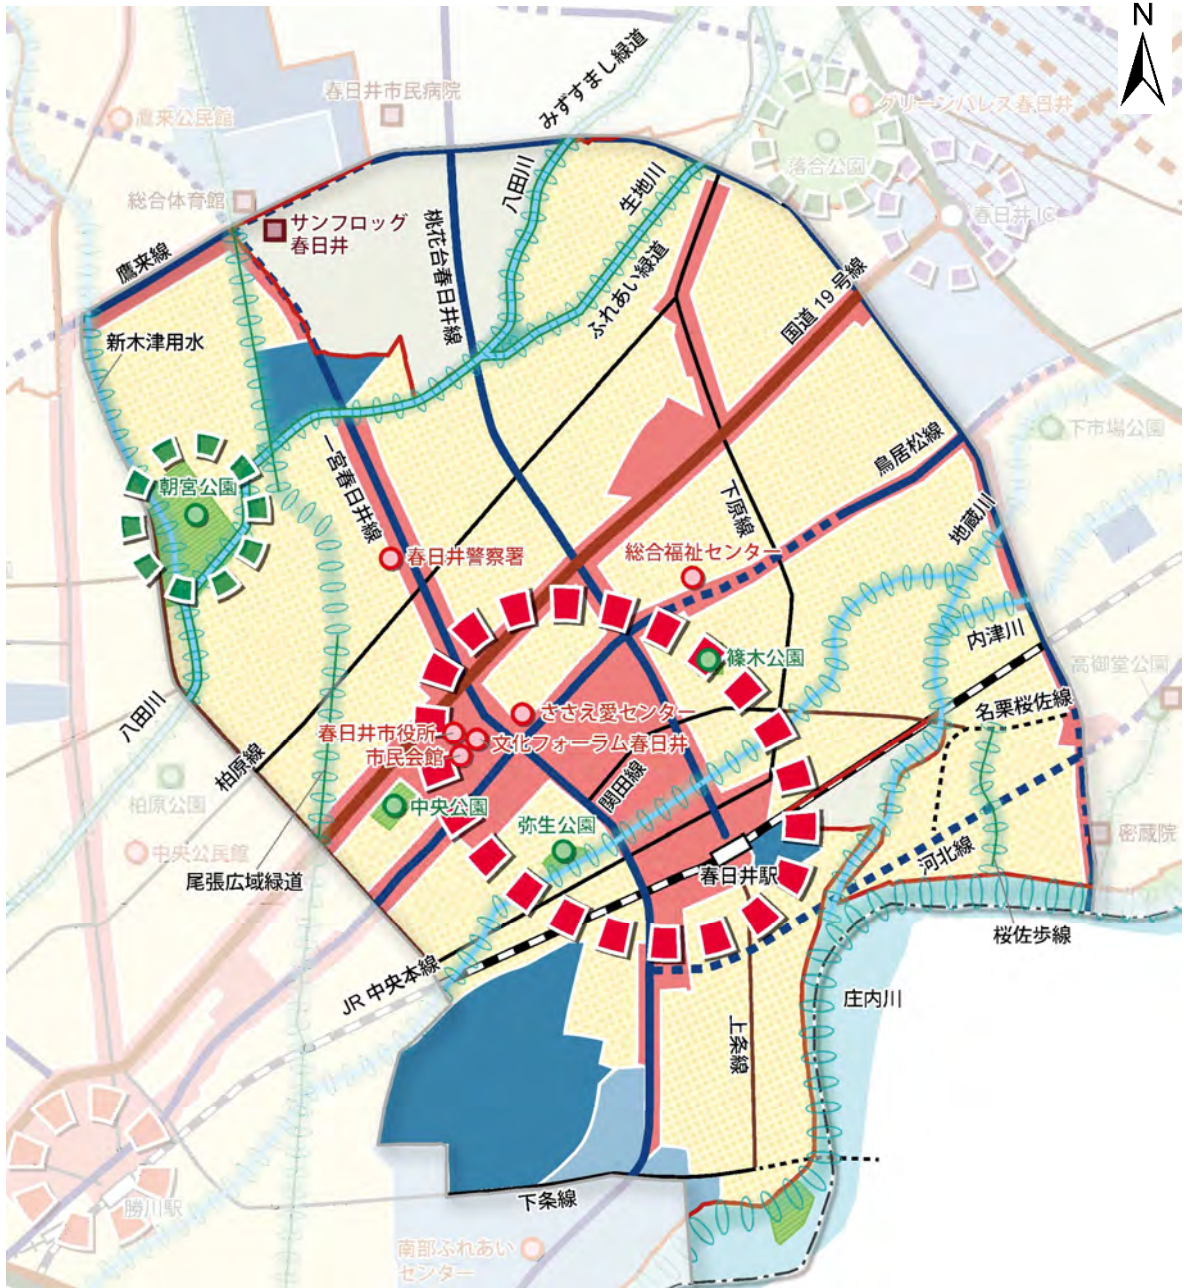 N
みずすまし緑道
春日井市民病院
鷹来公民館
グリーンパレス春日井
落合公園
八田川
生地川
総合体育館
春日井IC
サンフロッグ
春日井
桃花台春日井線
ふれあい緑道
鷹来線
国道19号線
新木津用水
下市場公園
鳥居松線
一宮春日井線
朝宮公園
下原線
地蔵川
春日井警察署
総合福祉センター
内津川
篠木公園
高御堂公園
名栗桜佐線
八田川
ささえ愛センター
春日井市役所
文化フォーラム春日井
市民会館
柏原線
関田線
柏原公園
中央公園
弥生公園
密蔵院
中央公民館
河北線
尾張広域緑道
春日井駅
桜佐歩線
JR中央本線
庄内川
上条線
下条線
勝川駅
南部ふれあい
センター